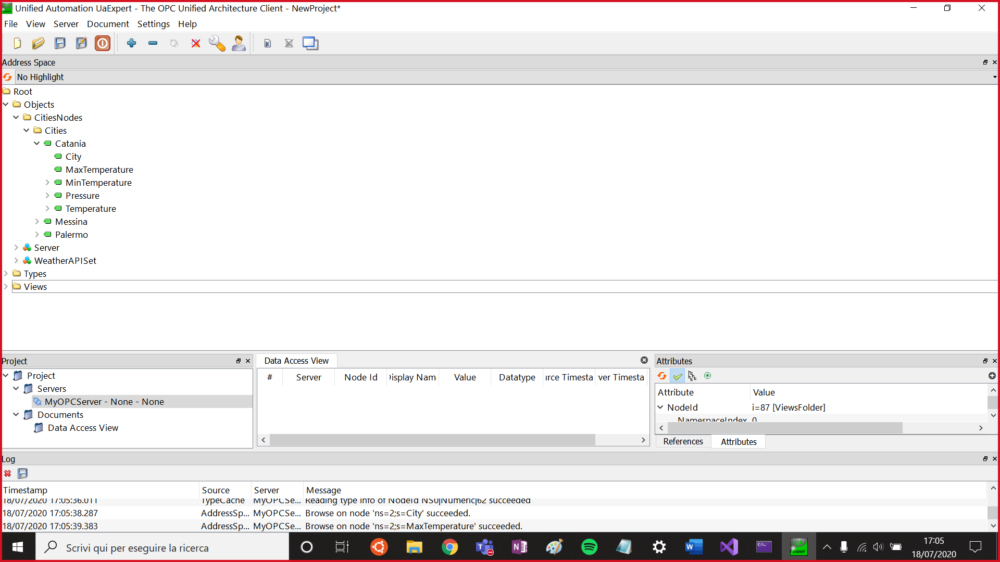 Unified Automation UaExpert - The OPC Unified Architecture Client - NewProject*
File View Server Document Settings Help
Address Space
No Highlight
Root
Objects
CitiesNodes
Cities
Catania
City
MaxTemperature
MinTemperature
Pressure
Temperature
Messina
Palermo
Server
WeatherAPISet
Types
Views
Project
Project
Servers
MyOPCServer - None - None
Documents
Data Access View
Data Access View
# Server Node Id Display Nam Value Datatype urce Timesta ver Timesta
Attributes
Attribute Value
NodeId i=87 [ViewsFolder]
NamespaceIndex 0
References Attributes
Log
Timestamp Source Server Message
18/07/2020 17:05:36.011 TypeCache MyOPCSe... Reading type info of NodeId NS0|Numeric|62 succeeded
18/07/2020 17:05:38.287 AddressSp... MyOPCSe... Browse on node 'ns=2;s=City' succeeded.
18/07/2020 17:05:39.383 AddressSp... MyOPCSe... Browse on node 'ns=2;s=MaxTemperature' succeeded.
Scrivi qui per eseguire la ricerca
17:05
18/07/2020